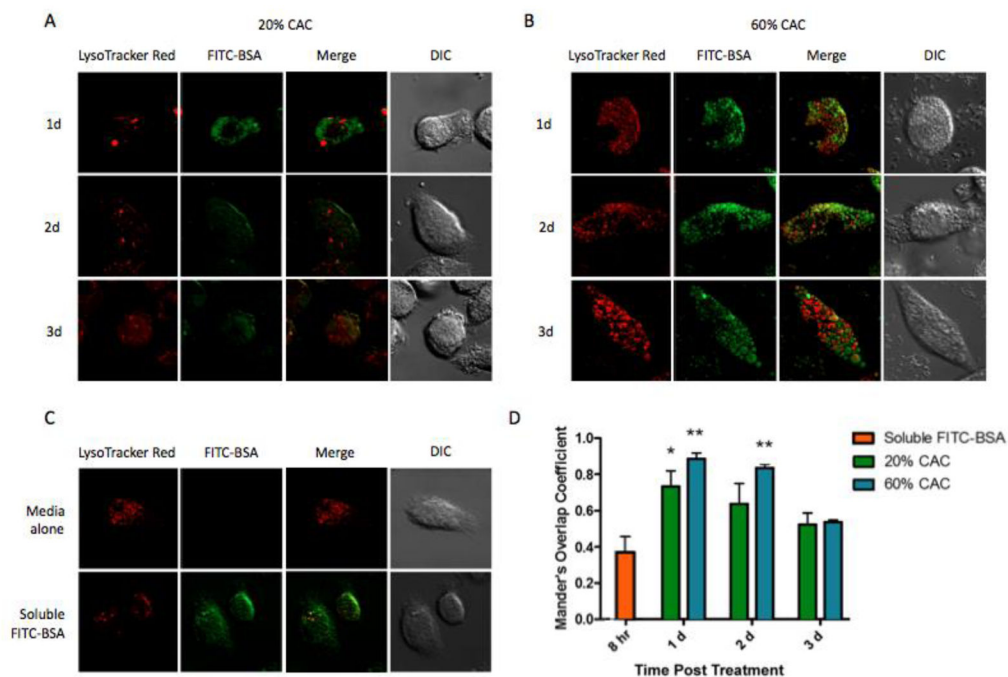 A
20% CAC
LysoTracker Red FITC-BSA Merge DIC
1d
2d
3d
B
60% CAC
LysoTracker Red FITC-BSA Merge DIC
1d
2d
3d
C
LysoTracker Red FITC-BSA Merge DIC
Media
alone
Soluble
FITC-BSA
D
Mander's Overlap Coefficient
1.0
0.8
0.6
0.4
0.2
0.0
* ** **
8 hr 1 d 2 d 3 d
Time Post Treatment
Soluble FITC-BSA
20% CAC
60% CAC